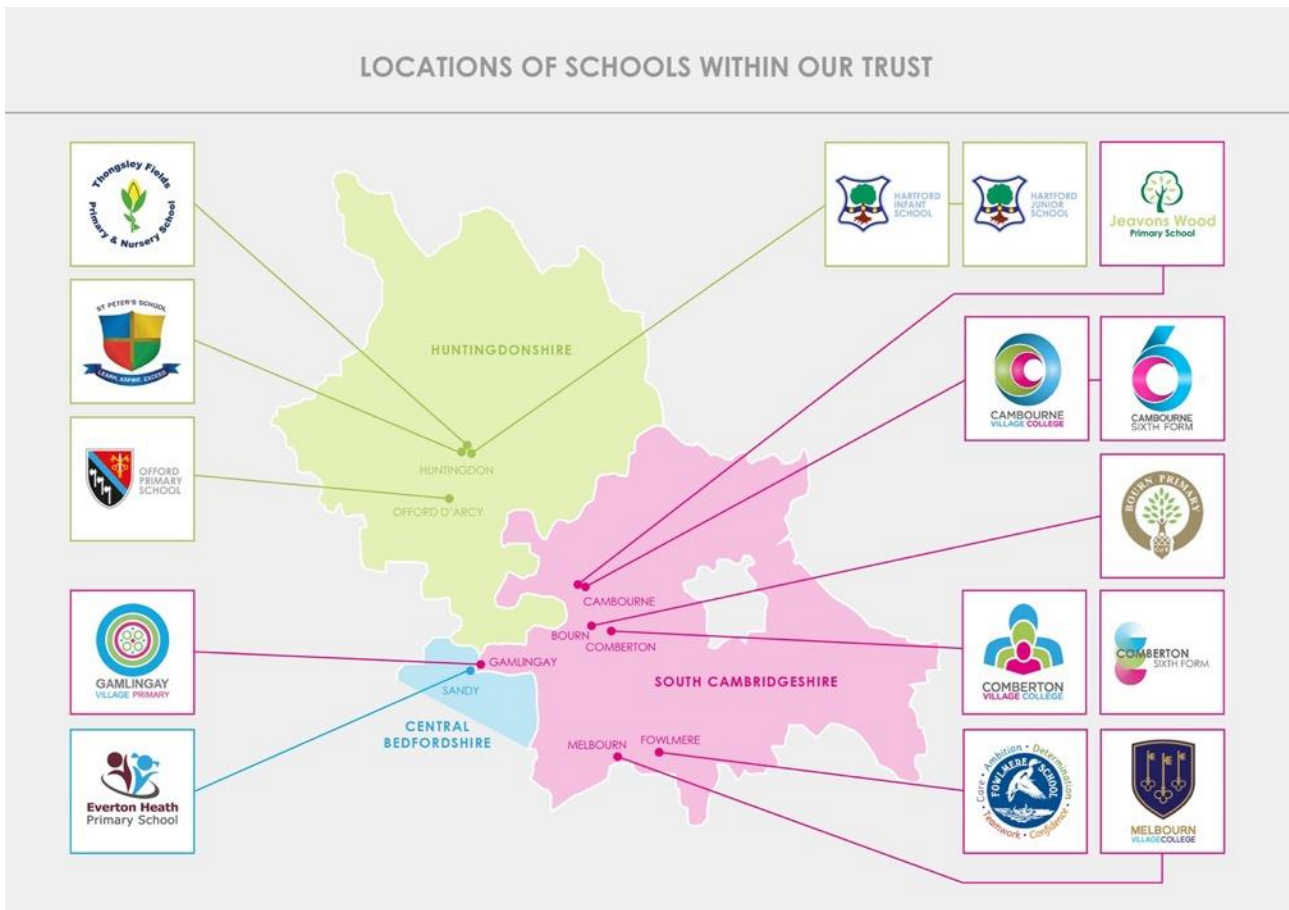 LOCATIONS OF SCHOOLS WITHIN OUR TRUST
Thongsley Fields
Primary & Nursery School
HARTFORD
INFANT
SCHOOL
HARTFORD
JUNIOR
SCHOOL
Jeavons Wood
Primary School
ST PETER'S SCHOOL
LEARN, ASPIRE, EXCEED
HUNTINGDONSHIRE
CAMBOURNE
VILLAGE COLLEGE
CAMBOURNE
SIXTH FORM
OFFORD
PRIMARY
SCHOOL
HUNTINGDON
OFFORD D'ARCY
BOURN PRIMARY
CAMBOURNE
BOURN
COMBERTON
GAMLINGAY
VILLAGE PRIMARY
GAMLINGAY
SANDY
SOUTH CAMBRIDGESHIRE
COMBERTON
VILLAGE COLLEGE
COMBERTON
SIXTH FORM
CENTRAL
BEDFORDSHIRE
MELBOURN
FOWLMERE
Everton Heath
Primary School
Care • Ambition • Determination
FOWLMERE SCHOOL
Teamwork • Confidence
MELBOURN
VILLAGECOLLEGE